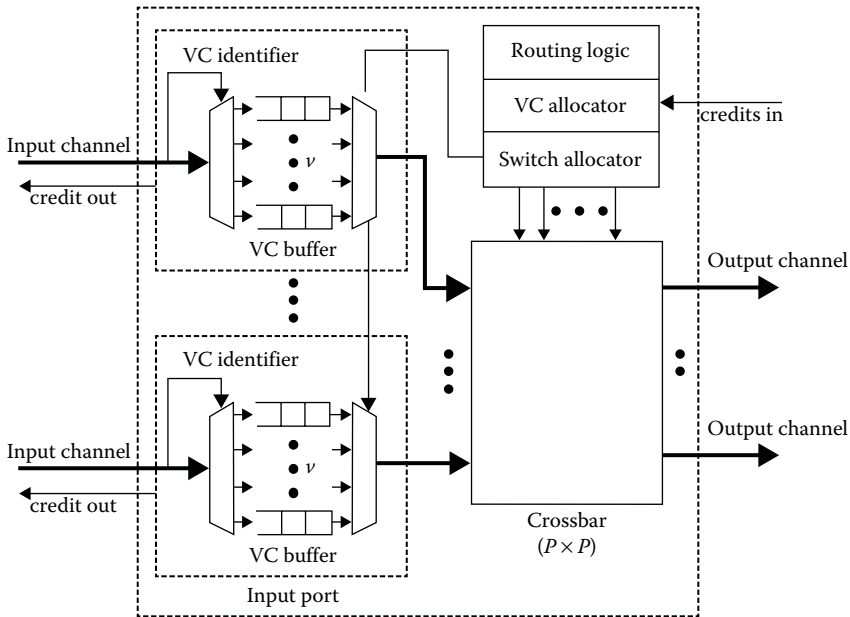 VC identifier
Routing logic
VC allocator
Switch allocator
credits in
Input channel
credit out
v
VC buffer
Output channel
VC identifier
Input channel
credit out
v
VC buffer
Output channel
Crossbar
(P × P)
Input port